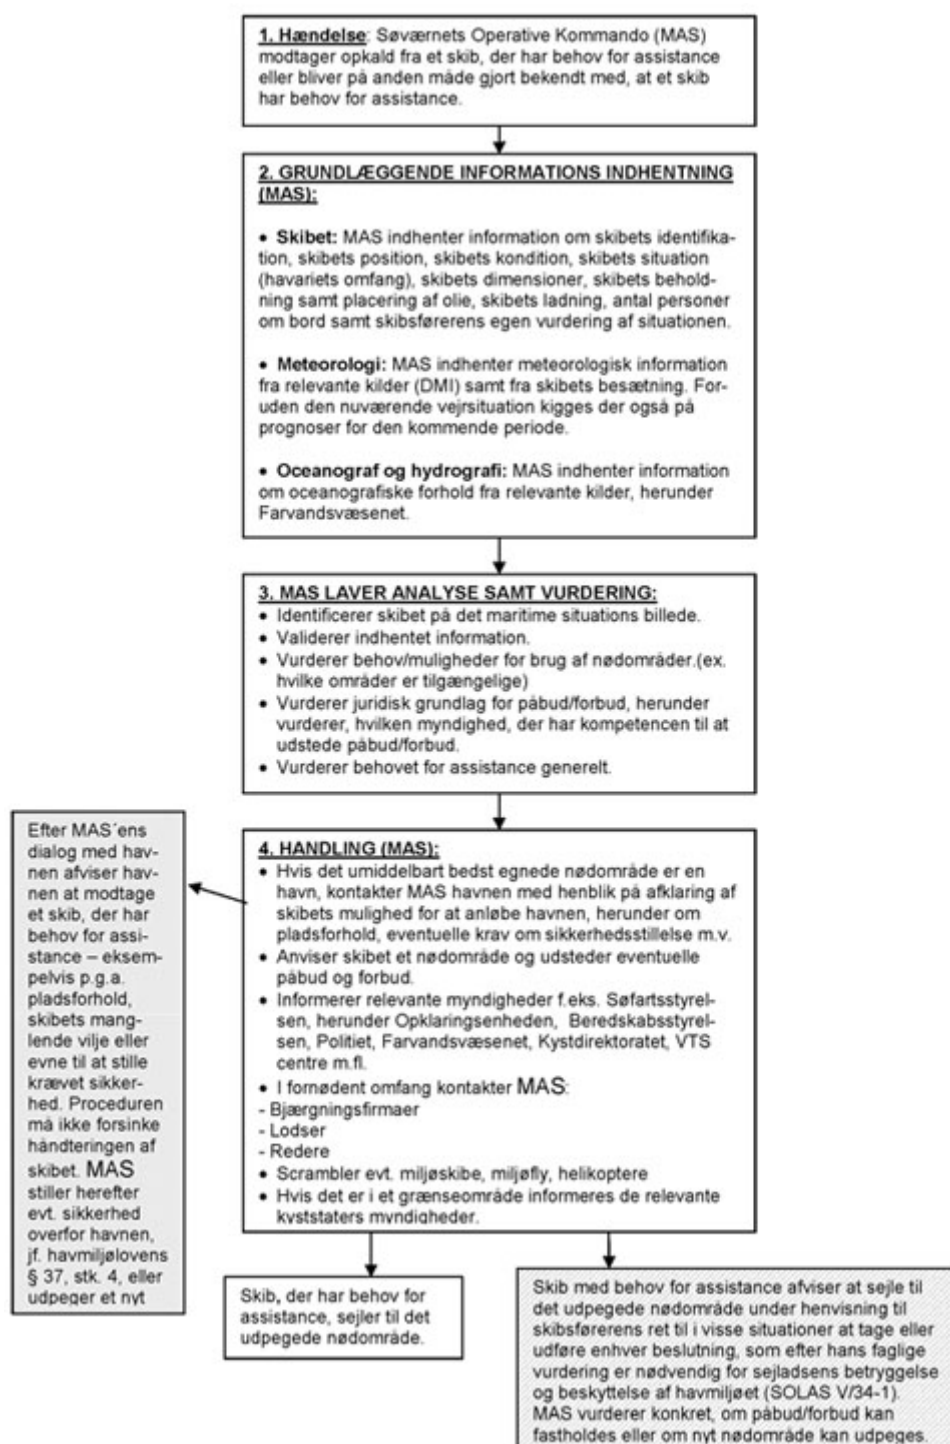 1. Hændelse: Søværnets Operative Kommando (MAS)
modtager opkald fra et skib, der har behov for assistance
eller bliver på anden måde gjort bekendt med, at et skib
har behov for assistance.
2. GRUNDLÆGGENDE INFORMATIONS INDHENTNING
(MAS):
• Skibet: MAS indhenter information om skibets identifika-
tion, skibets position, skibets kondition, skibets situation
(havariets omfang), skibets dimensioner, skibets behold-
ning samt placering af olie, skibets ladning, antal personer
om bord samt skibsførerens egen vurdering af situationen.
• Meteorologi: MAS indhenter meteorologisk information
fra relevante kilder (DMI) samt fra skibets besætning. For-
uden den nuværende vejrsituation kigges der også på
prognoser for den kommende periode.
• Oceanograf og hydrografi: MAS indhenter information
om oceanografiske forhold fra relevante kilder, herunder
Farvandsvæsenet.
3. MAS LAVER ANALYSE SAMT VURDERING:
• Identificerer skibet på det maritime situations billede.
• Validerer indhentet information.
• Vurderer behov/muligheder for brug af nødområder.(ex.
hvilke områder er tilgængelige)
• Vurderer juridisk grundlag for påbud/forbud, herunder
vurderer, hvilken myndighed, der har kompetencen til at
udstede påbud/forbud.
• Vurderer behovet for assistance generelt.
4. HANDLING (MAS):
• Hvis det umiddelbart bedst egnede nødområde er en
havn, kontakter MAS havnen med henblik på afklaring af
skibets mulighed for at anløbe havnen, herunder om
pladsforhold, eventuelle krav om sikkerhedsstillelse m.v.
• Anviser skibet et nødområde og udsteder eventuelle
påbud og forbud.
• Informerer relevante myndigheder f.eks. Søfartsstyrel-
sen, herunder Opklaringsenheden, Beredskabsstyrel-
sen, Politiet, Farvandsvæsenet, Kystdirektoratet, VTS
centre m.fl.
• I fornødent omfang kontakter MAS:
- Bjærgningsfirmaer
- Lodser
- Redere
• Scrambler evt. miljøskibe, miljøfly, helikoptere
• Hvis det er i et grænseområde informeres de relevante
kyststaters myndigheder.
Efter MAS´ens
dialog med hav-
nen afviser hav-
nen at modtage
et skib, der har
behov for assi-
stance – eksem-
pelvis p.g.a.
pladsforhold,
skibets mang-
lende vilje eller
evne til at stille
krævet sikker-
hed. Proceduren
må ikke forsinke
håndteringen af
skibet. MAS
stiller herefter
evt. sikkerhed
overfor havnen,
jf. havmiljølovens
§ 37, stk. 4, eller
udpeger et nyt
Skib, der har behov for
assistance, sejler til det
udpegede nødområde.
Skib med behov for assistance afviser at sejle til
det udpegede nødområde under henvisning til
skibsførerens ret til i visse situationer at tage eller
udføre enhver beslutning, som efter hans faglige
vurdering er nødvendig for sejladsens betryggelse
og beskyttelse af havmiljøet (SOLAS V/34-1).
MAS vurderer konkret, om påbud/forbud kan
fastholdes eller om nyt nødområde kan udpeges.